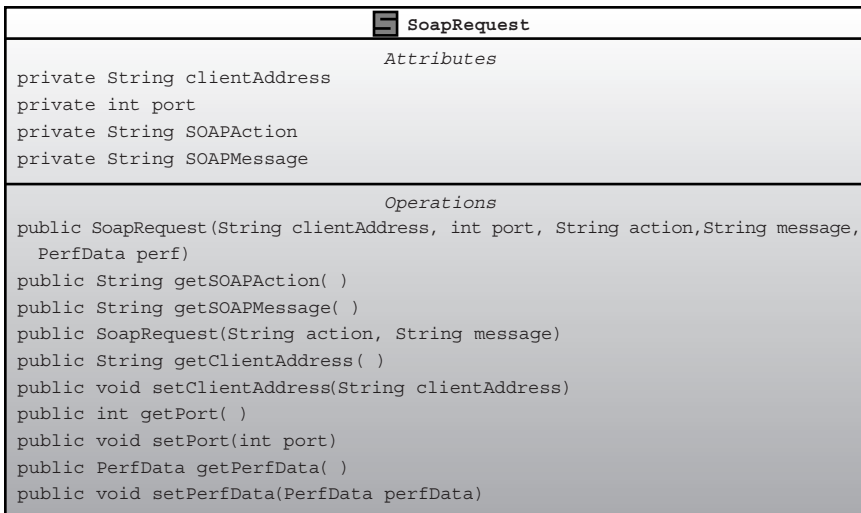 SoapRequest
Attributes
private String clientAddress
private int port
private String SOAPAction
private String SOAPMessage
Operations
public SoapRequest(String clientAddress, int port, String action,String message,
PerfData perf)
public String getSOAPAction( )
public String getSOAPMessage( )
public SoapRequest(String action, String message)
public String getClientAddress( )
public void setClientAddress(String clientAddress)
public int getPort( )
public void setPort(int port)
public PerfData getPerfData( )
public void setPerfData(PerfData perfData)